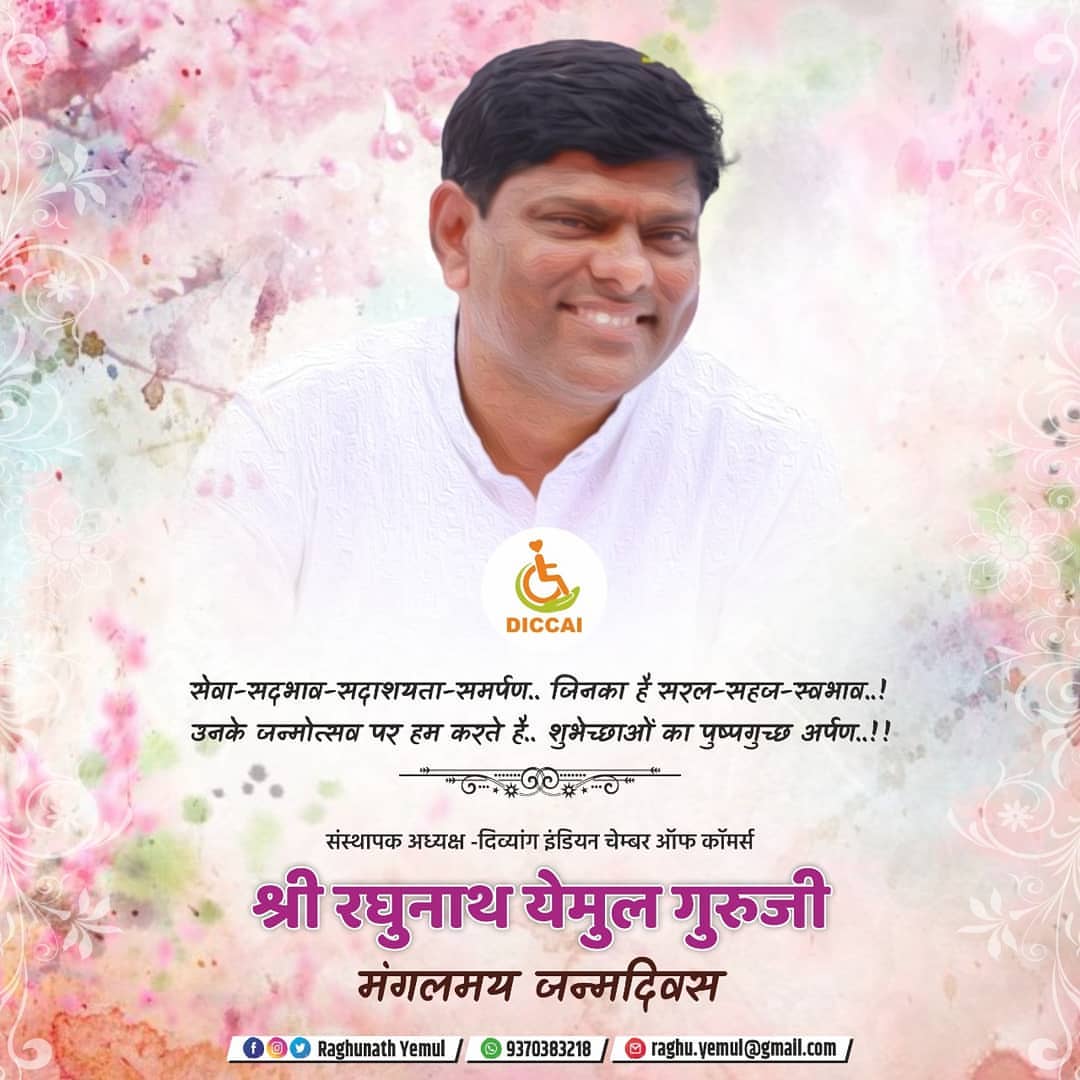 DICCAI
सेवा-सद्भाव-सदाशयता-समर्पण.. जिनका है सरल-सहज-स्वभाव..!
उनके जन्मोत्सव पर हम करते है.. शुभेच्छाओं का पुष्पगुच्छ अर्पण..!!
संस्थापक अध्यक्ष -दिव्यांग इंडियन चेम्बर ऑफ कॉमर्स
श्री रघुनाथ येमुल गुरुजी
मंगलमय जन्मदिवस
Raghunath Yemul / 9370383218 / raghu.yemul@gmail.com /